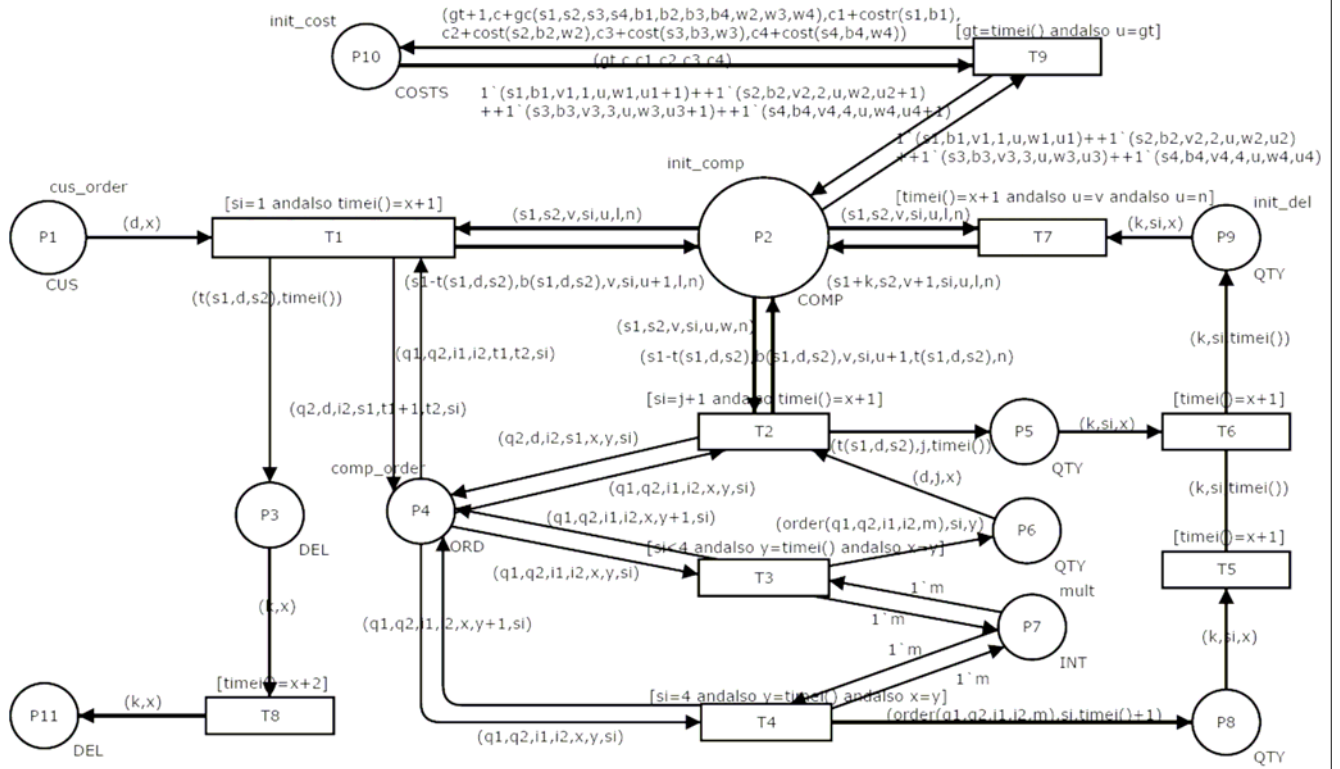 init_cost
(gt+1,c+gc(s1,s2,s3,s4,b1,b2,b3,b4,w2,w3,w4),c1+costr(s1,b1),
c2+cost(s2,b2,w2),c3+cost(s3,b3,w3),c4+cost(s4,b4,w4))
[gt=timei() andalso u=gt]
P10
T9
(gt,c,c1,c2,c3,c4)
COSTS
1`(s1,b1,v1,1,u,w1,u1+1)++1`(s2,b2,v2,2,u,w2,u2+1)
++1`(s3,b3,v3,3,u,w3,u3+1)++1`(s4,b4,v4,4,u,w4,u4+1)
1`(s1,b1,v1,1,u,w1,u1)++1`(s2,b2,v2,2,u,w2,u2)
++1`(s3,b3,v3,3,u,w3,u3)++1`(s4,b4,v4,4,u,w4,u4)
init_comp
cus_order
[si=1 andalso timei()=x+1]
[timei()=x+1 andalso u=v andalso u=n]
init_del
P1
(d,x)
T1
(s1,s2,v,si,u,l,n)
P2
(s1,s2,v,si,u,l,n)
T7
(k,si,x)
P9
CUS
(s1-t(s1,d,s2),b(s1,d,s2),v,si,u+1,l,n)
COMP
(s1+k,s2,v+1,si,u,l,n)
QTY
(t(s1,d,s2),timei())
(s1,s2,v,si,u,w,n)
(k,si,timei())
(q1,q2,i1,i2,t1,t2,si)
(s1-t(s1,d,s2),b(s1,d,s2),v,si,u+1,t(s1,d,s2),n)
(q2,d,i2,s1,t1+1,t2,si)
[si=j+1 andalso timei()=x+1]
[timei()=x+1]
(q2,d,i2,s1,x,y,si)
T2
(t(s1,d,s2),j,timei())
P5
(k,si,x)
T6
QTY
comp_order
(d,j,x)
(q1,q2,i1,i2,x,y,si)
(k,si,timei())
P3
P4
(q1,q2,i1,i2,x,y+1,si)
(order(q1,q2,i1,i2,m),si,y)
P6
DEL
ORD
[si<4 andalso y=timei() andalso x=y]
QTY
[timei()=x+1]
(q1,q2,i1,i2,x,y,si)
T3
T5
1`m
mult
(k,x)
(q1,q2,i1,i2,x,y+1,si)
1`m
P7
(k,si,x)
1`m
INT
[timei()=x+2]
[si=4 andalso y=timei() andalso x=y]
1`m
P11
(k,x)
T8
T4
(order(q1,q2,i1,i2,m),si,timei()+1)
P8
DEL
(q1,q2,i1,i2,x,y,si)
QTY